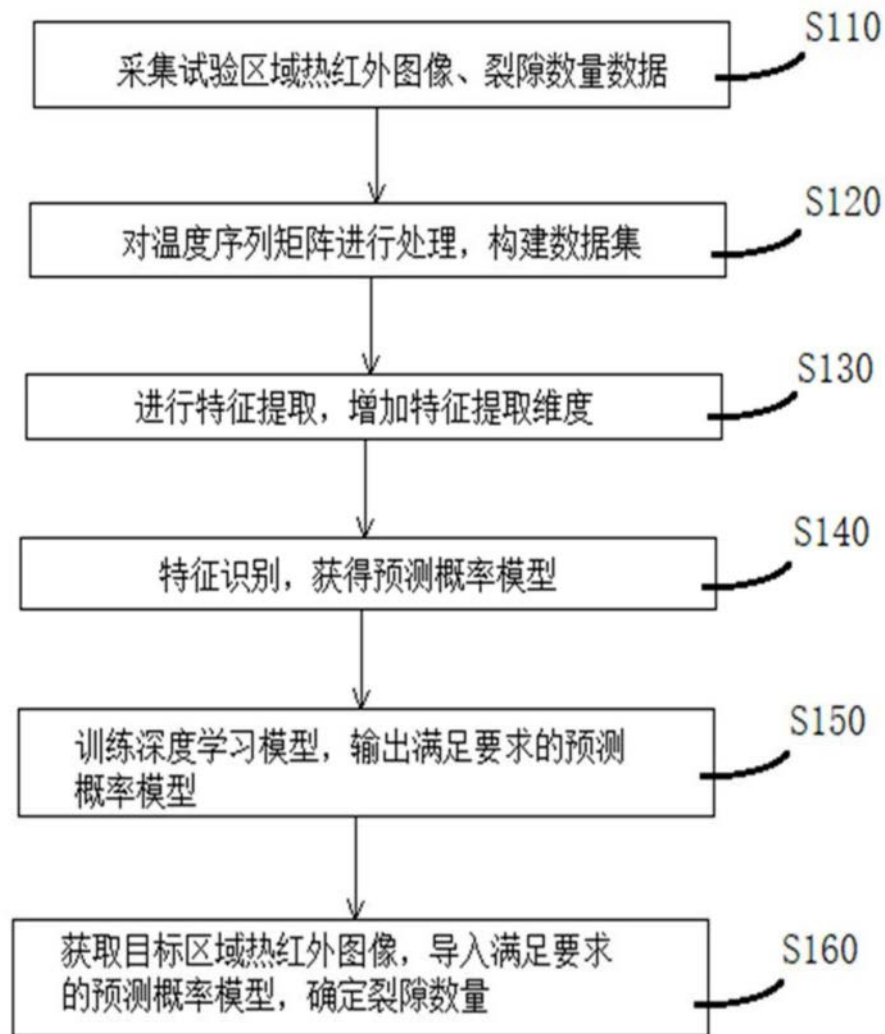 S110
采集试验区域热红外图像、裂隙数量数据
S120
对温度序列矩阵进行处理，构建数据集
S130
进行特征提取，增加特征提取维度
S140
特征识别，获得预测概率模型
S150
训练深度学习模型，输出满足要求的预测
概率模型
S160
获取目标区域热红外图像，导入满足要求
的预测概率模型，确定裂隙数量